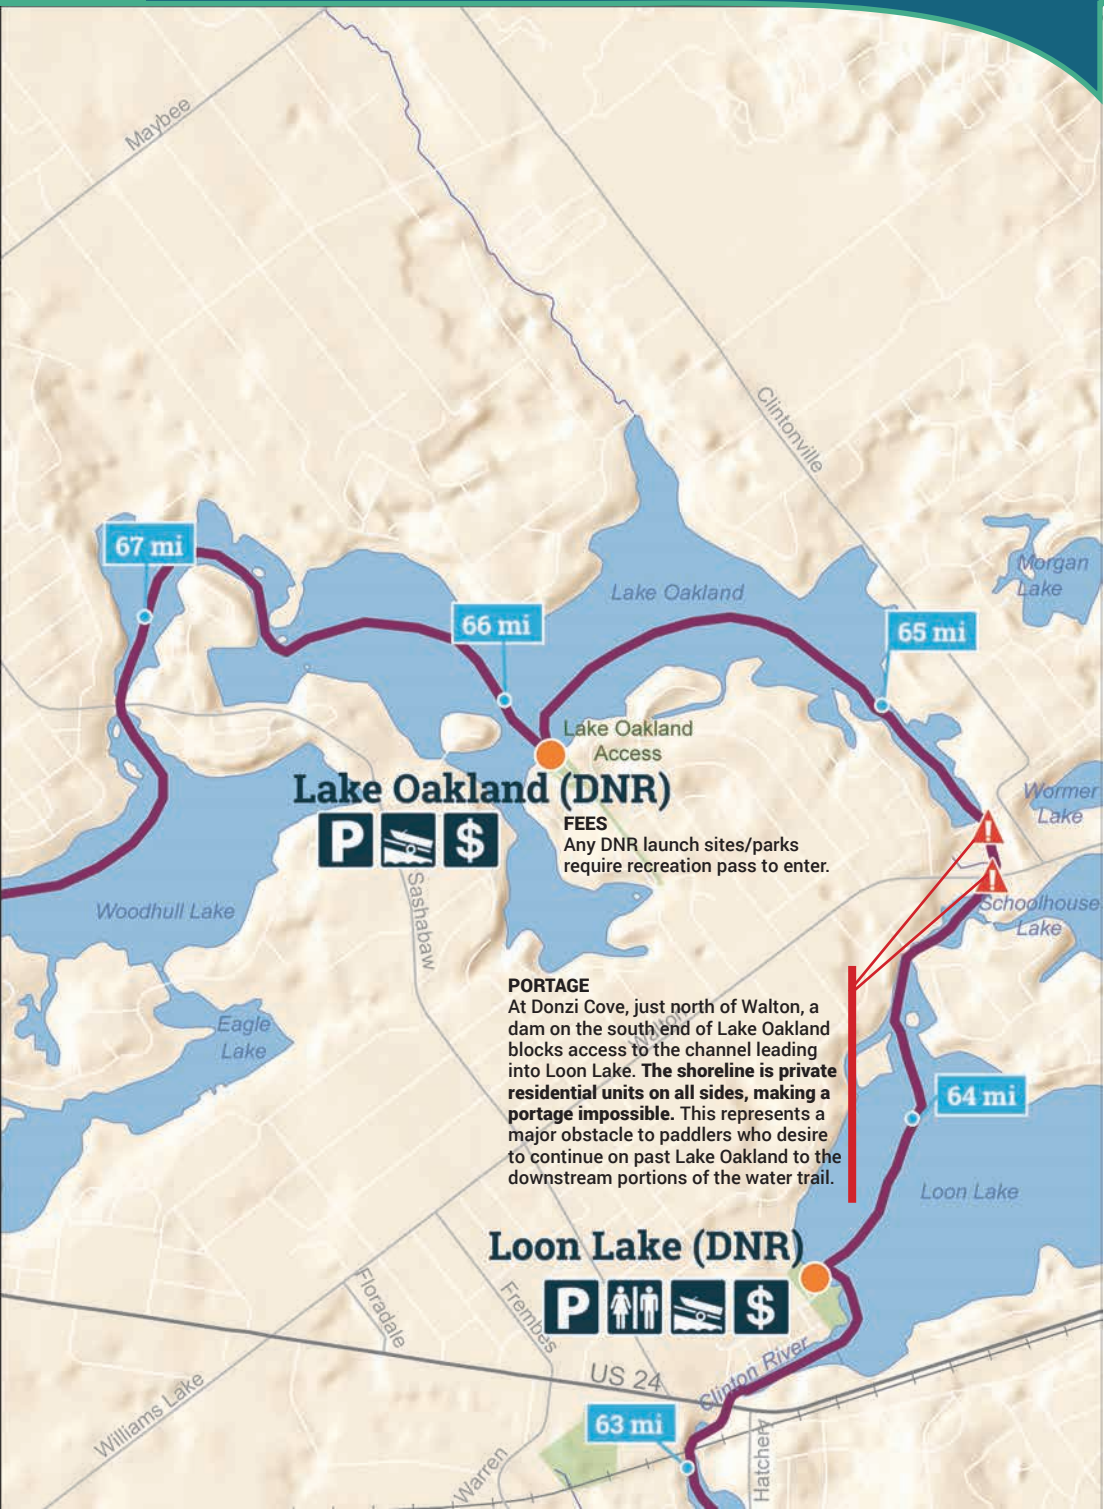 Maybee
Clintonville
67 mi
Morgan
Lake
Lake Oakland
66 mi
65 mi
Lake Oakland
Access
Lake Oakland (DNR)
P
$
Wormer
Lake
FEES
Any DNR launch sites/parks
require recreation pass to enter.
Sashabaw
Woodhull Lake
Schoolhouse
Lake
Eagle
Lake
Walton
PORTAGE
At Donzi Cove, just north of Walton, a
dam on the south end of Lake Oakland
blocks access to the channel leading
into Loon Lake. The shoreline is private
residential units on all sides, making a
portage impossible. This represents a
major obstacle to paddlers who desire
to continue on past Lake Oakland to the
downstream portions of the water trail.
64 mi
Loon Lake
Loon Lake (DNR)
P
$
Floradale
Frembes
US 24
Clinton River
Williams Lake
63 mi
Warren
Hatchery